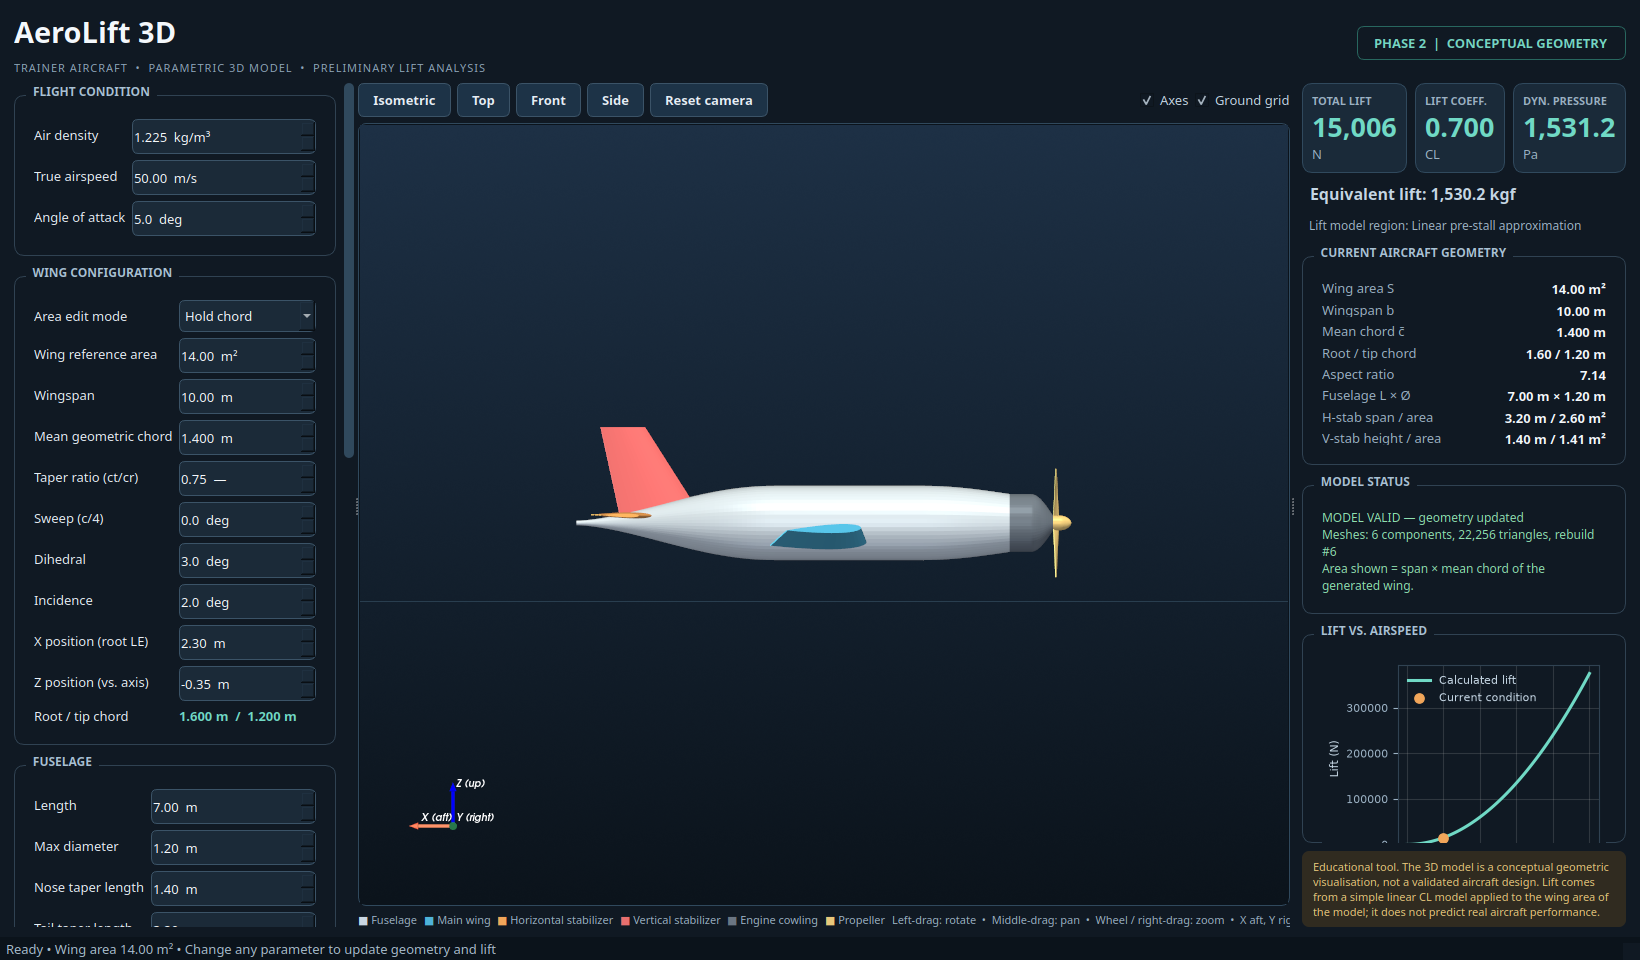 AeroLift 3D
TRAINER AIRCRAFT • PARAMETRIC 3D MODEL • PRELIMINARY LIFT ANALYSIS
PHASE 2 | CONCEPTUAL GEOMETRY
FLIGHT CONDITION
Air density 1.225 kg/m³
True airspeed 50.00 m/s
Angle of attack 5.0 deg
WING CONFIGURATION
Area edit mode Hold chord
Wing reference area 14.00 m²
Wingspan 10.00 m
Mean geometric chord 1.400 m
Taper ratio (ct/cr) 0.75 —
Sweep (c/4) 0.0 deg
Dihedral 3.0 deg
Incidence 2.0 deg
X position (root LE) 2.30 m
Z position (vs. axis) -0.35 m
Root / tip chord 1.600 m / 1.200 m
FUSELAGE
Length 7.00 m
Max diameter 1.20 m
Nose taper length 1.40 m
Tail taper length
Isometric Top Front Side Reset camera
✓ Axes ✓ Ground grid
Z (up)
X (aft) Y (right)
Fuselage Main wing Horizontal stabilizer Vertical stabilizer Engine cowling Propeller Left-drag: rotate • Middle-drag: pan • Wheel / right-drag: zoom • X aft, Y rig
TOTAL LIFT
15,006
N
LIFT COEFF.
0.700
CL
DYN. PRESSURE
1,531.2
Pa
Equivalent lift: 1,530.2 kgf
Lift model region: Linear pre-stall approximation
CURRENT AIRCRAFT GEOMETRY
Wing area S 14.00 m²
Wingspan b 10.00 m
Mean chord c̄ 1.400 m
Root / tip chord 1.60 / 1.20 m
Aspect ratio 7.14
Fuselage L × Ø 7.00 m × 1.20 m
H-stab span / area 3.20 m / 2.60 m²
V-stab height / area 1.40 m / 1.41 m²
MODEL STATUS
MODEL VALID — geometry updated
Meshes: 6 components, 22,256 triangles, rebuild
#6
Area shown = span × mean chord of the
generated wing.
LIFT VS. AIRSPEED
Calculated lift
Current condition
Lift (N)
300000
200000
100000
0
Educational tool. The 3D model is a conceptual geometric
visualisation, not a validated aircraft design. Lift comes
from a simple linear CL model applied to the wing area of
the model; it does not predict real aircraft performance.
Ready • Wing area 14.00 m² • Change any parameter to update geometry and lift